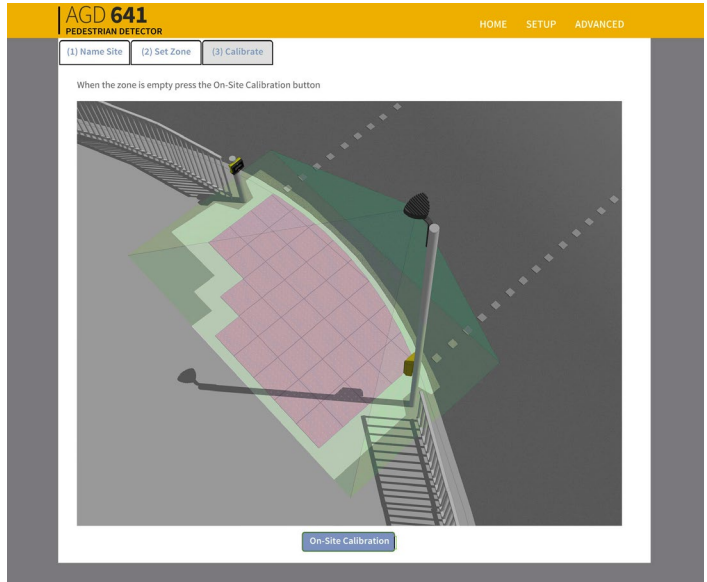 AGD 641
PEDESTRIAN DETECTOR
HOME SETUP ADVANCED
(1) Name Site (2) Set Zone (3) Calibrate
When the zone is empty press the On-Site Calibration button
On-Site Calibration